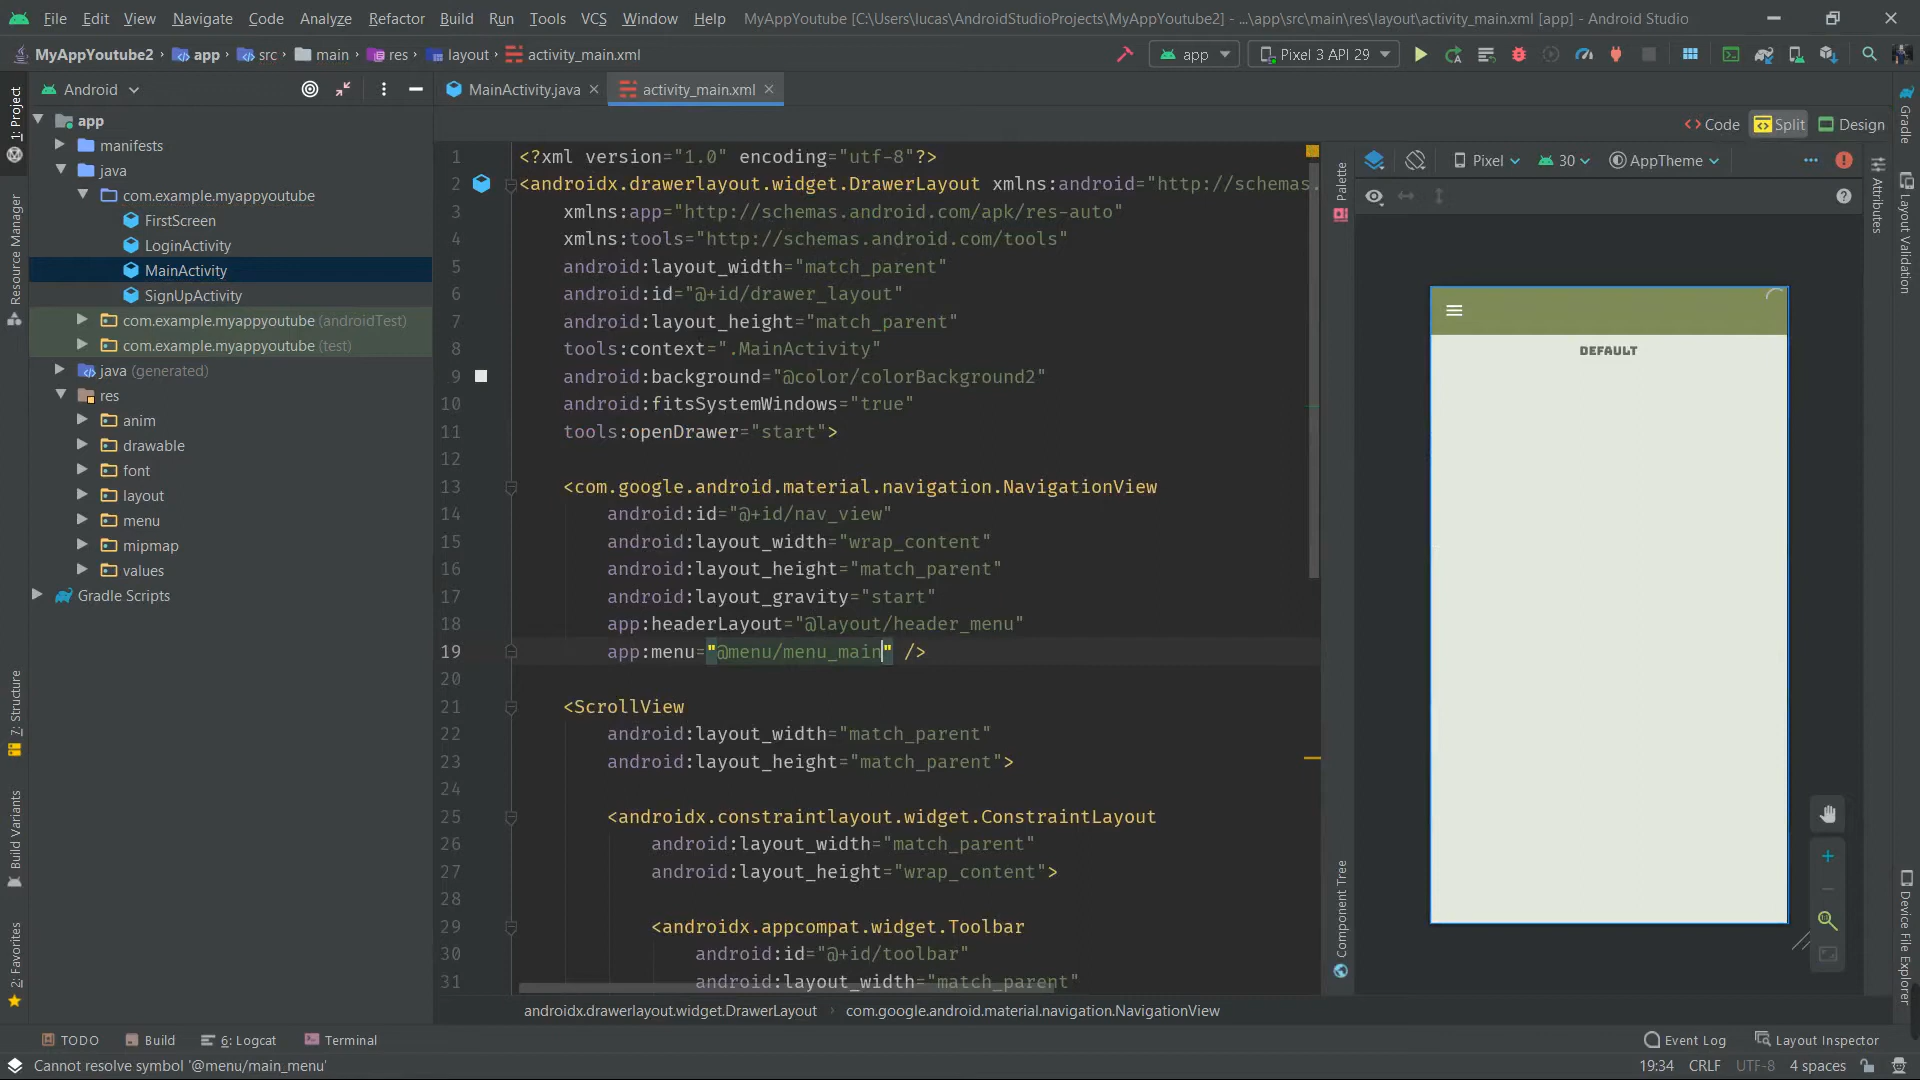 File Edit View Navigate Code Analyze Refactor Build Run Tools VCS Window Help MyAppYoutube2 [C:\Users\lucas\AndroidStudioProjects\MyAppYoutube2] - ...\app\src\main\res\layout\activity_main.xml [app] - Android Studio
MyAppYoutube2 app src main res layout activity_main.xml app Pixel 3 API 29
Android MainActivity.java activity_main.xml
Code Split Design
Pixel 30 AppTheme
1: Project
Resource Manager
7: Structure
Build Variants
2: Favorites
app
manifests
java
com.example.myappyoutube
FirstScreen
LoginActivity
MainActivity
SignUpActivity
com.example.myappyoutube (androidTest)
com.example.myappyoutube (test)
java (generated)
res
anim
drawable
font
layout
menu
mipmap
values
Gradle Scripts
1 <?xml version="1.0" encoding="utf-8"?>
2 <androidx.drawerlayout.widget.DrawerLayout xmlns:android="http://schemas.
3 xmlns:app="http://schemas.android.com/apk/res-auto"
4 xmlns:tools="http://schemas.android.com/tools"
5 android:layout_width="match_parent"
6 android:id="@+id/drawer_layout"
7 android:layout_height="match_parent"
8 tools:context=".MainActivity"
9 android:background="@color/colorBackground2"
10 android:fitsSystemWindows="true"
11 tools:openDrawer="start">
12
13 <com.google.android.material.navigation.NavigationView
14 android:id="@+id/nav_view"
15 android:layout_width="wrap_content"
16 android:layout_height="match_parent"
17 android:layout_gravity="start"
18 app:headerLayout="@layout/header_menu"
19 app:menu="@menu/menu_main" />
20
21 <ScrollView
22 android:layout_width="match_parent"
23 android:layout_height="match_parent">
24
25 <androidx.constraintlayout.widget.ConstraintLayout
26 android:layout_width="match_parent"
27 android:layout_height="wrap_content">
28
29 <androidx.appcompat.widget.Toolbar
30 android:id="@+id/toolbar"
31 android:layout_width="match_parent"
androidx.drawerlayout.widget.DrawerLayout com.google.android.material.navigation.NavigationView
Palette
Component Tree
DEFAULT
Attributes
Gradle
Layout Validation
Device File Explorer
TODO Build 6: Logcat Terminal Event Log Layout Inspector
Cannot resolve symbol '@menu/main_menu' 19:34 CRLF UTF-8 4 spaces